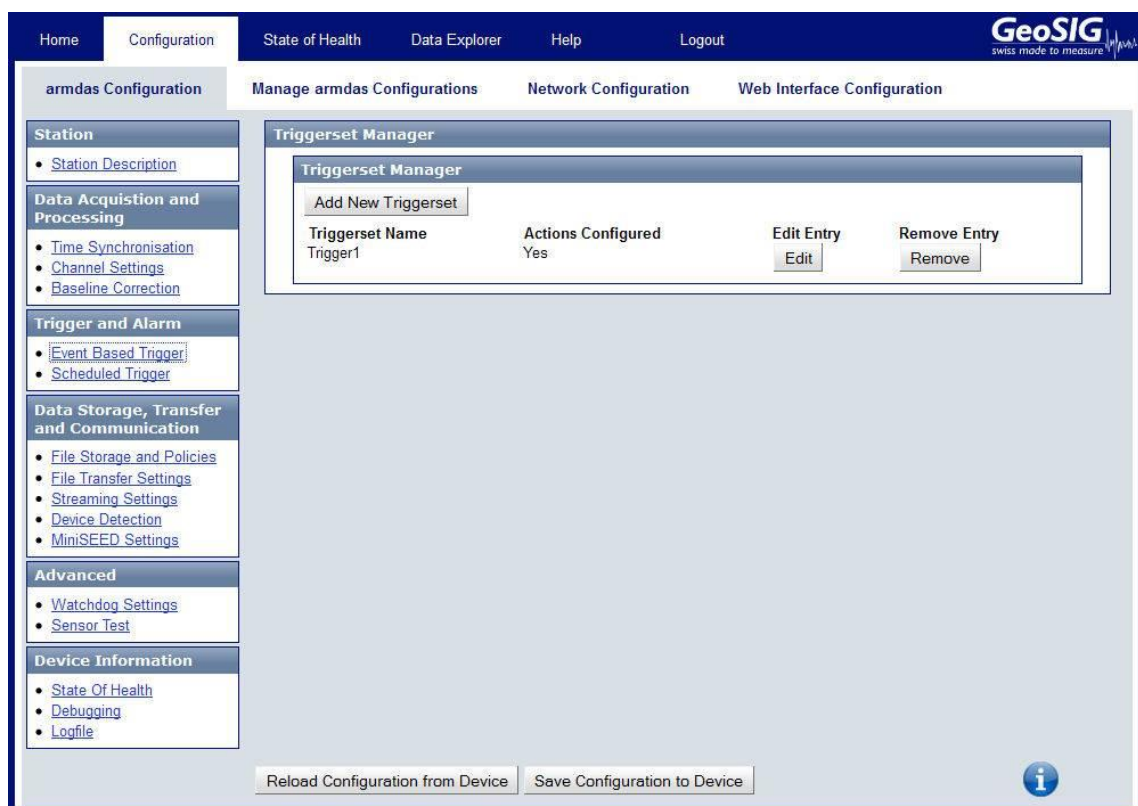 Home Configuration State of Health Data Explorer Help Logout
GeoSIG
swiss made to measure
armdas Configuration Manage armdas Configurations Network Configuration Web Interface Configuration
Station
Station Description
Data Acquistion and
Processing
Time Synchronisation
Channel Settings
Baseline Correction
Trigger and Alarm
Event Based Trigger
Scheduled Trigger
Data Storage, Transfer
and Communication
File Storage and Policies
File Transfer Settings
Streaming Settings
Device Detection
MiniSEED Settings
Advanced
Watchdog Settings
Sensor Test
Device Information
State Of Health
Debugging
Logfile
Triggerset Manager
Triggerset Manager
Add New Triggerset
Triggerset Name Actions Configured Edit Entry Remove Entry
Trigger1 Yes Edit Remove
Reload Configuration from Device Save Configuration to Device
i